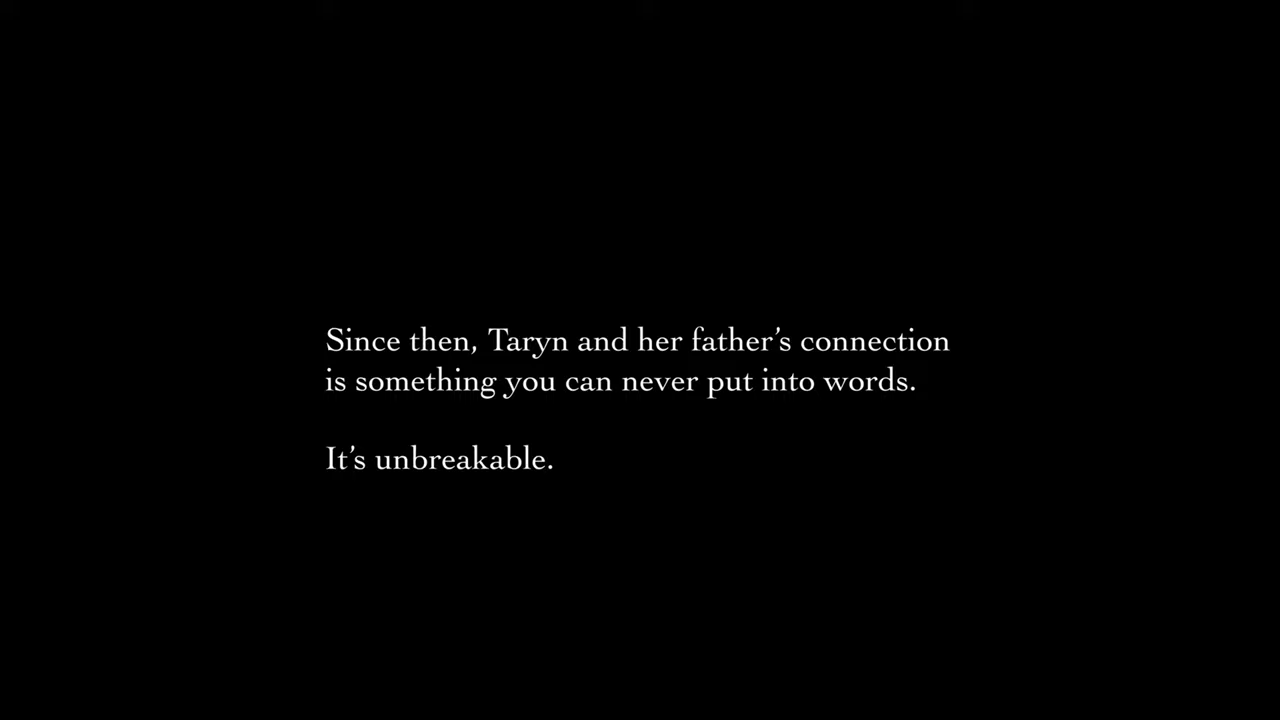 Since then, Taryn and her father’s connection
is something you can never put into words.
It’s unbreakable.